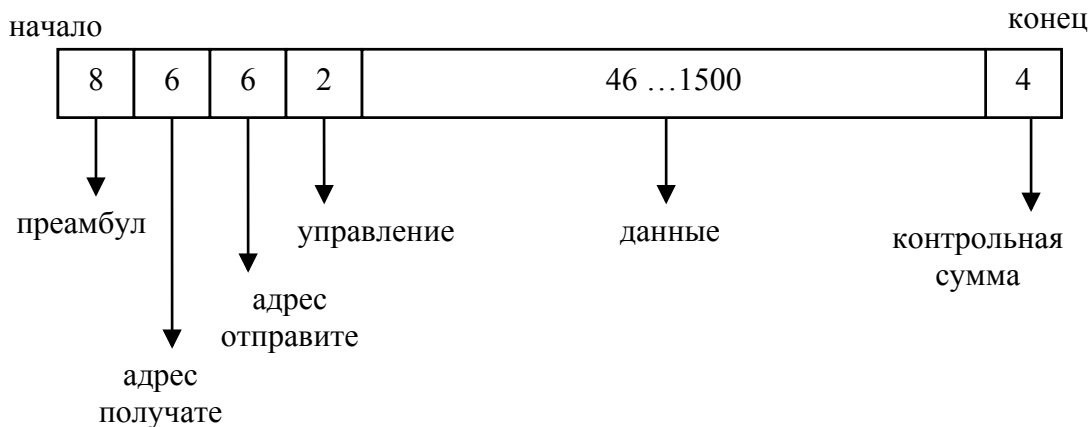 начало
конец
8 6 6 2 46 ...1500 4
преамбул
управление
данные
контрольная
сумма
адрес
отправите
адрес
получате